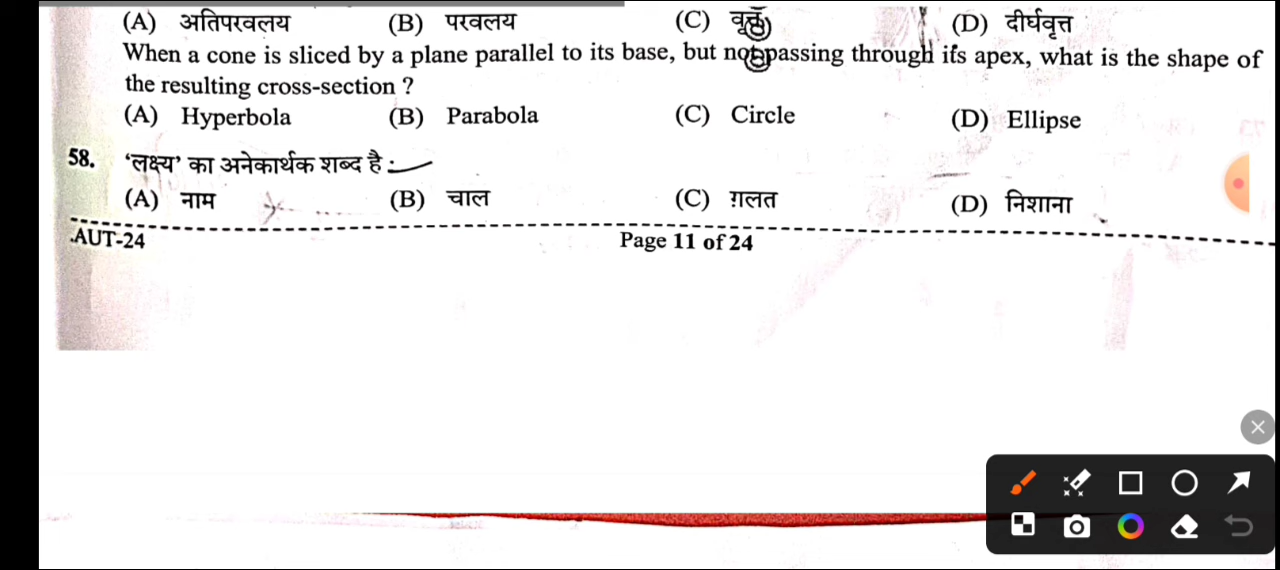 (A) अतिपरवलय (B) परवलय (C) वृत्त (D) दीर्घवृत्त
When a cone is sliced by a plane parallel to its base, but not passing through its apex, what is the shape of
the resulting cross-section ?
(A) Hyperbola (B) Parabola (C) Circle (D) Ellipse
58. ‘लक्ष्य’ का अनेकार्थक शब्द है :
(A) नाम (B) चाल (C) ग़लत (D) निशाना
AUT-24 Page 11 of 24